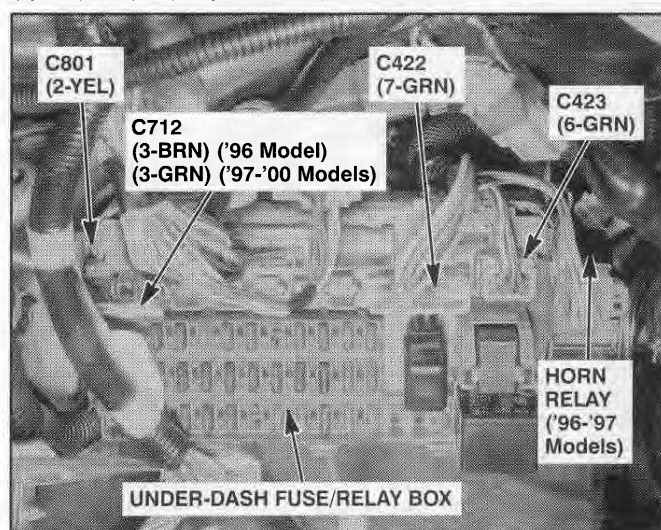 C801
(2-YEL)
C712
(3-BRN) ('96 Model)
(3-GRN) ('97-'00 Models)
C422
(7-GRN)
C423
(6-GRN)
HORN
RELAY
('96-'97
Models)
UNDER-DASH FUSE/RELAY BOX